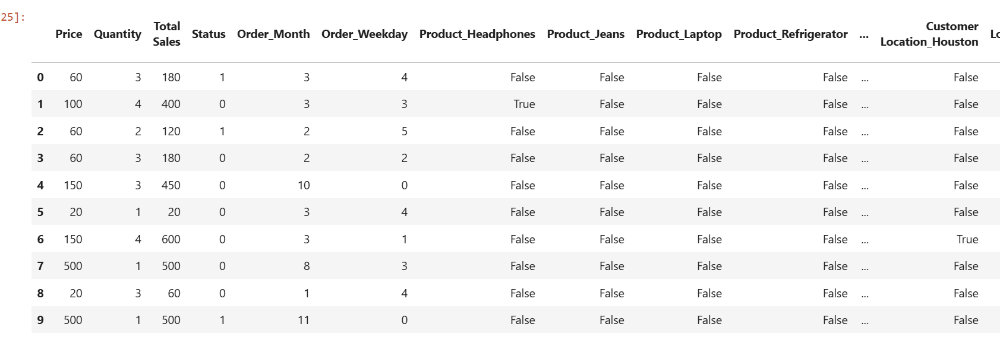 25]:
Price Quantity Total Sales Status Order_Month Order_Weekday Product_Headphones Product_Jeans Product_Laptop Product_Refrigerator ... Customer Location_Houston Lo
0 60 3 180 1 3 4 False False False False ... False
1 100 4 400 0 3 3 True False False False ... False
2 60 2 120 1 2 5 False False False False ... False
3 60 3 180 0 2 2 False False False False ... False
4 150 3 450 0 10 0 False False False False ... False
5 20 1 20 0 3 4 False False False False ... False
6 150 4 600 0 3 1 False False False False ... True
7 500 1 500 0 8 3 False False False False ... False
8 20 3 60 0 1 4 False False False False ... False
9 500 1 500 1 11 0 False False False False ... False